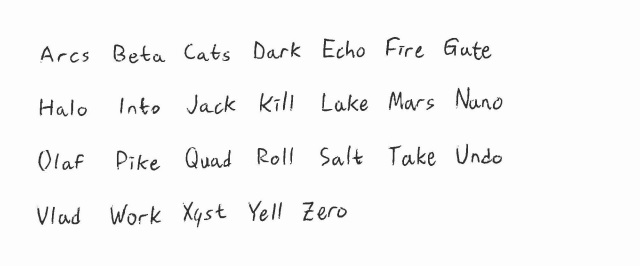 Arcs Beta Cats Dark Echo Fire Gate
Halo Into Jack Kill Lake Mars Nano
Olaf Pike Quad Roll Salt Take Undo
Vlad Work Xyst Yell Zero